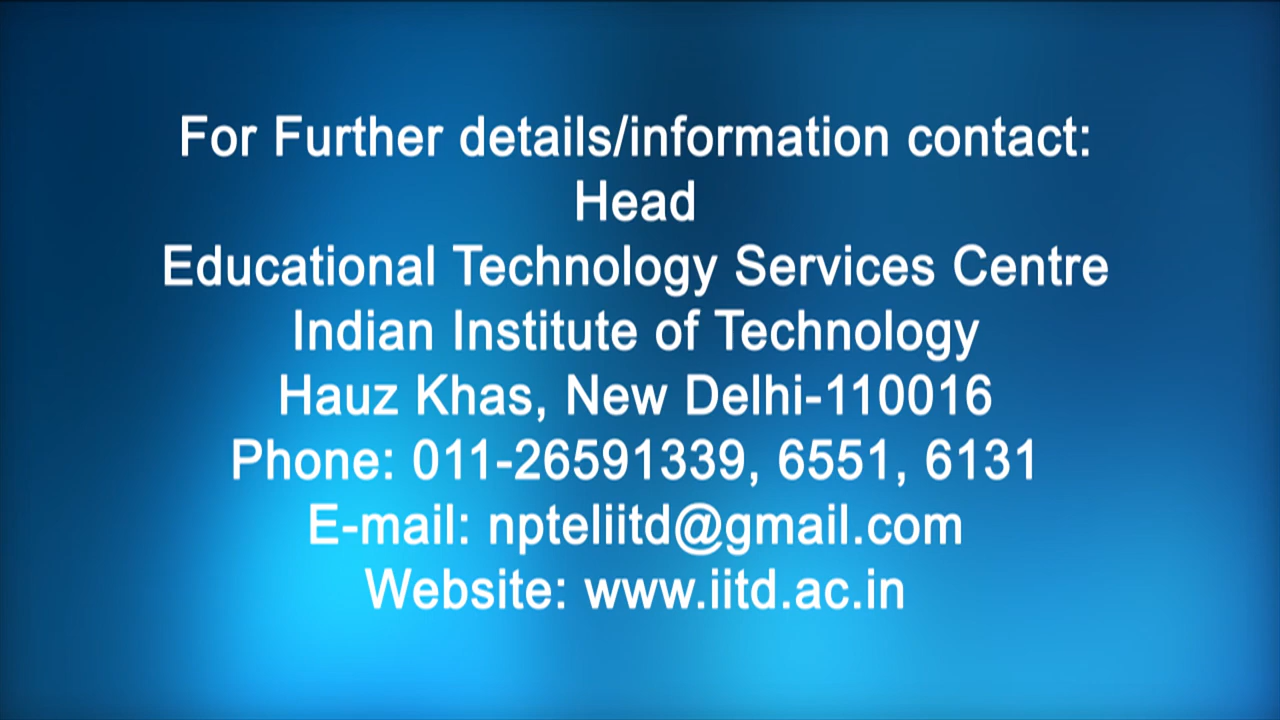 For Further details/information contact:
Head
Educational Technology Services Centre
Indian Institute of Technology
Hauz Khas, New Delhi-110016
Phone: 011-26591339, 6551, 6131
E-mail: npteliitd@gmail.com
Website: www.iitd.ac.in